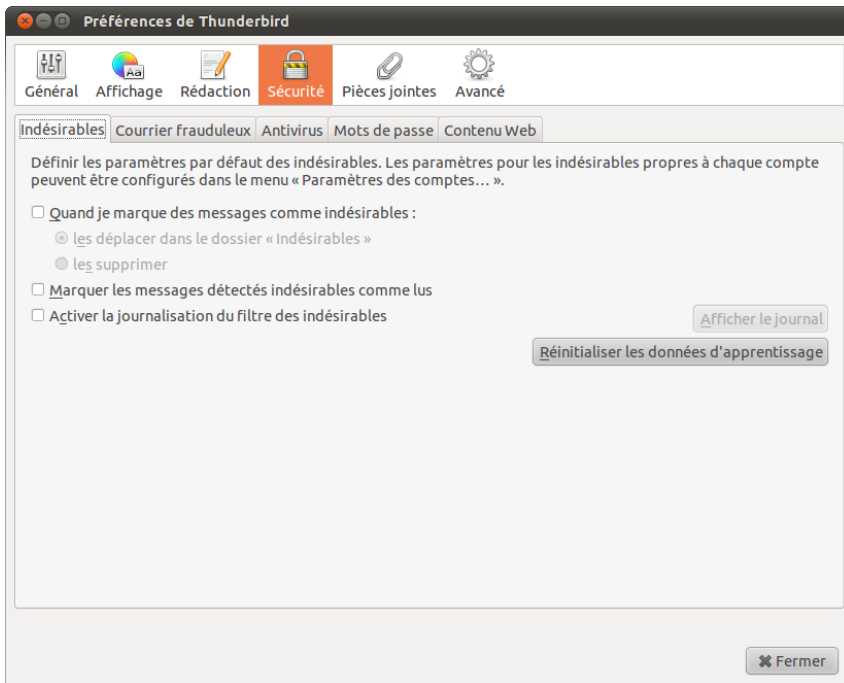 Préférences de Thunderbird
Aa
Général Affichage Rédaction Sécurité Pièces jointes Avancé
Indésirables Courrier frauduleux Antivirus Mots de passe Contenu Web
Définir les paramètres par défaut des indésirables. Les paramètres pour les indésirables propres à chaque compte
peuvent être configurés dans le menu « Paramètres des comptes... ».
Quand je marque des messages comme indésirables :
les déplacer dans le dossier « Indésirables »
les supprimer
Marquer les messages détectés indésirables comme lus
Activer la journalisation du filtre des indésirables Afficher le journal
Réinitialiser les données d'apprentissage
Fermer